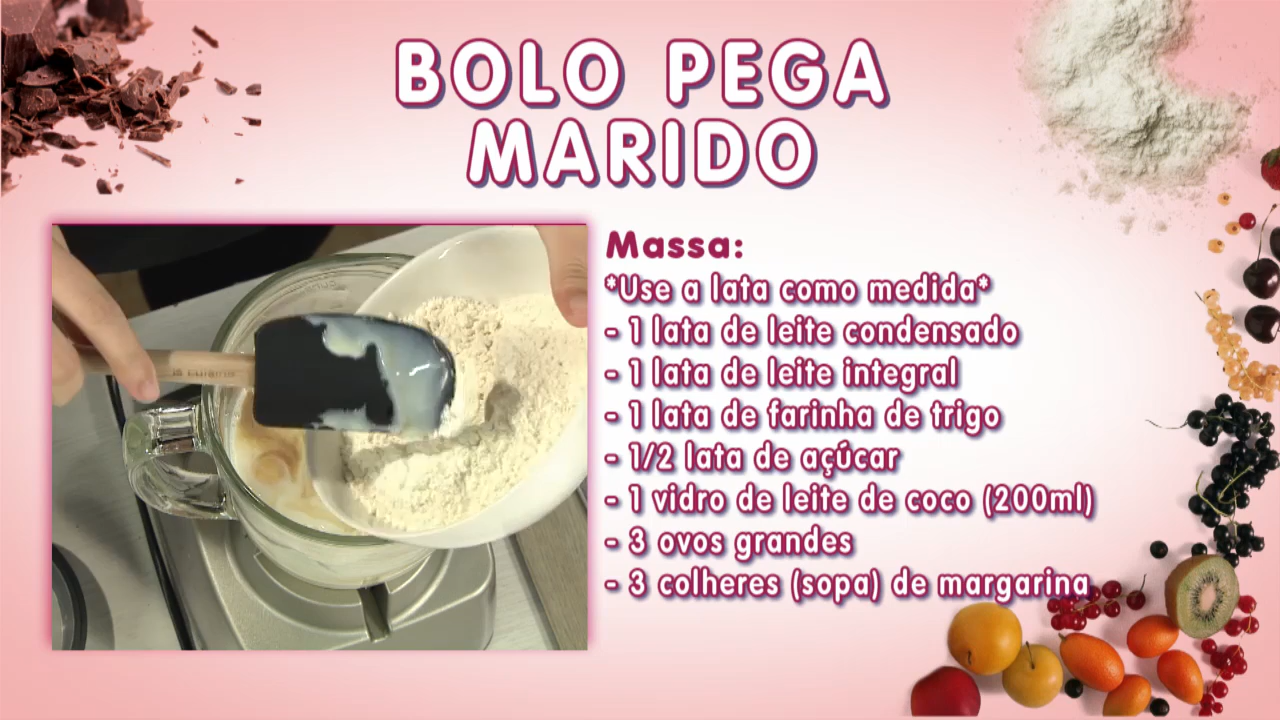 BOLO PEGA
MARIDO
Massa:
*Use a lata como medida*
- 1 lata de leite condensado
- 1 lata de leite integral
- 1 lata de farinha de trigo
- 1/2 lata de açúcar
- 1 vidro de leite de coco (200ml)
- 3 ovos grandes
- 3 colheres (sopa) de margarina